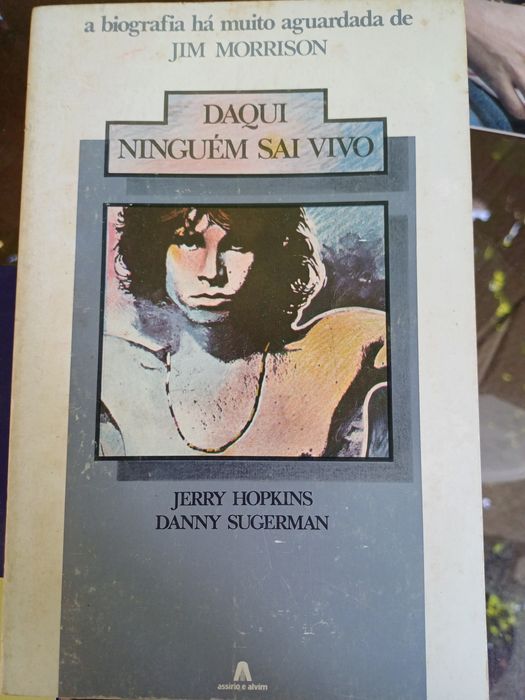 a biografia há muito aguardada de
JIM MORRISON
DAQUI
NINGUÉM SAI VIVO
JERRY HOPKINS
DANNY SUGERMAN
assírio e alvim